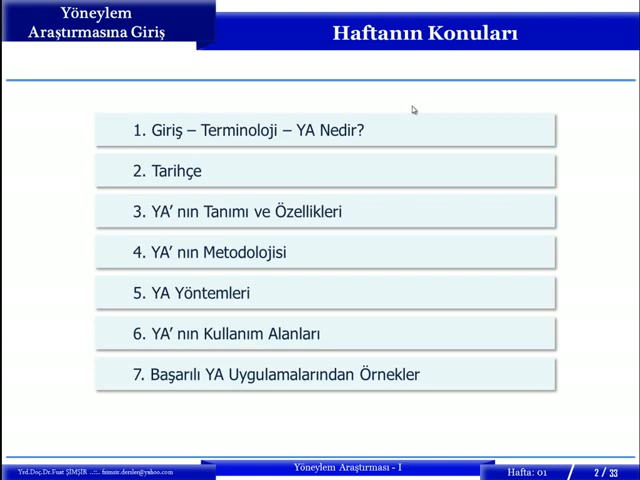 Yöneylem
Araştırmasına Giriş
Haftanın Konuları
1. Giriş – Terminoloji – YA Nedir?
2. Tarihçe
3. YA’ nın Tanımı ve Özellikleri
4. YA’ nın Metodolojisi
5. YA Yöntemleri
6. YA’ nın Kullanım Alanları
7. Başarılı YA Uygulamalarından Örnekler
Yrd.Doç.Dr.Fuat ŞİMŞİR ..::.. fsimsir.dersler@yahoo.com
Yöneylem Araştırması - I
Hafta: 01
2 / 33